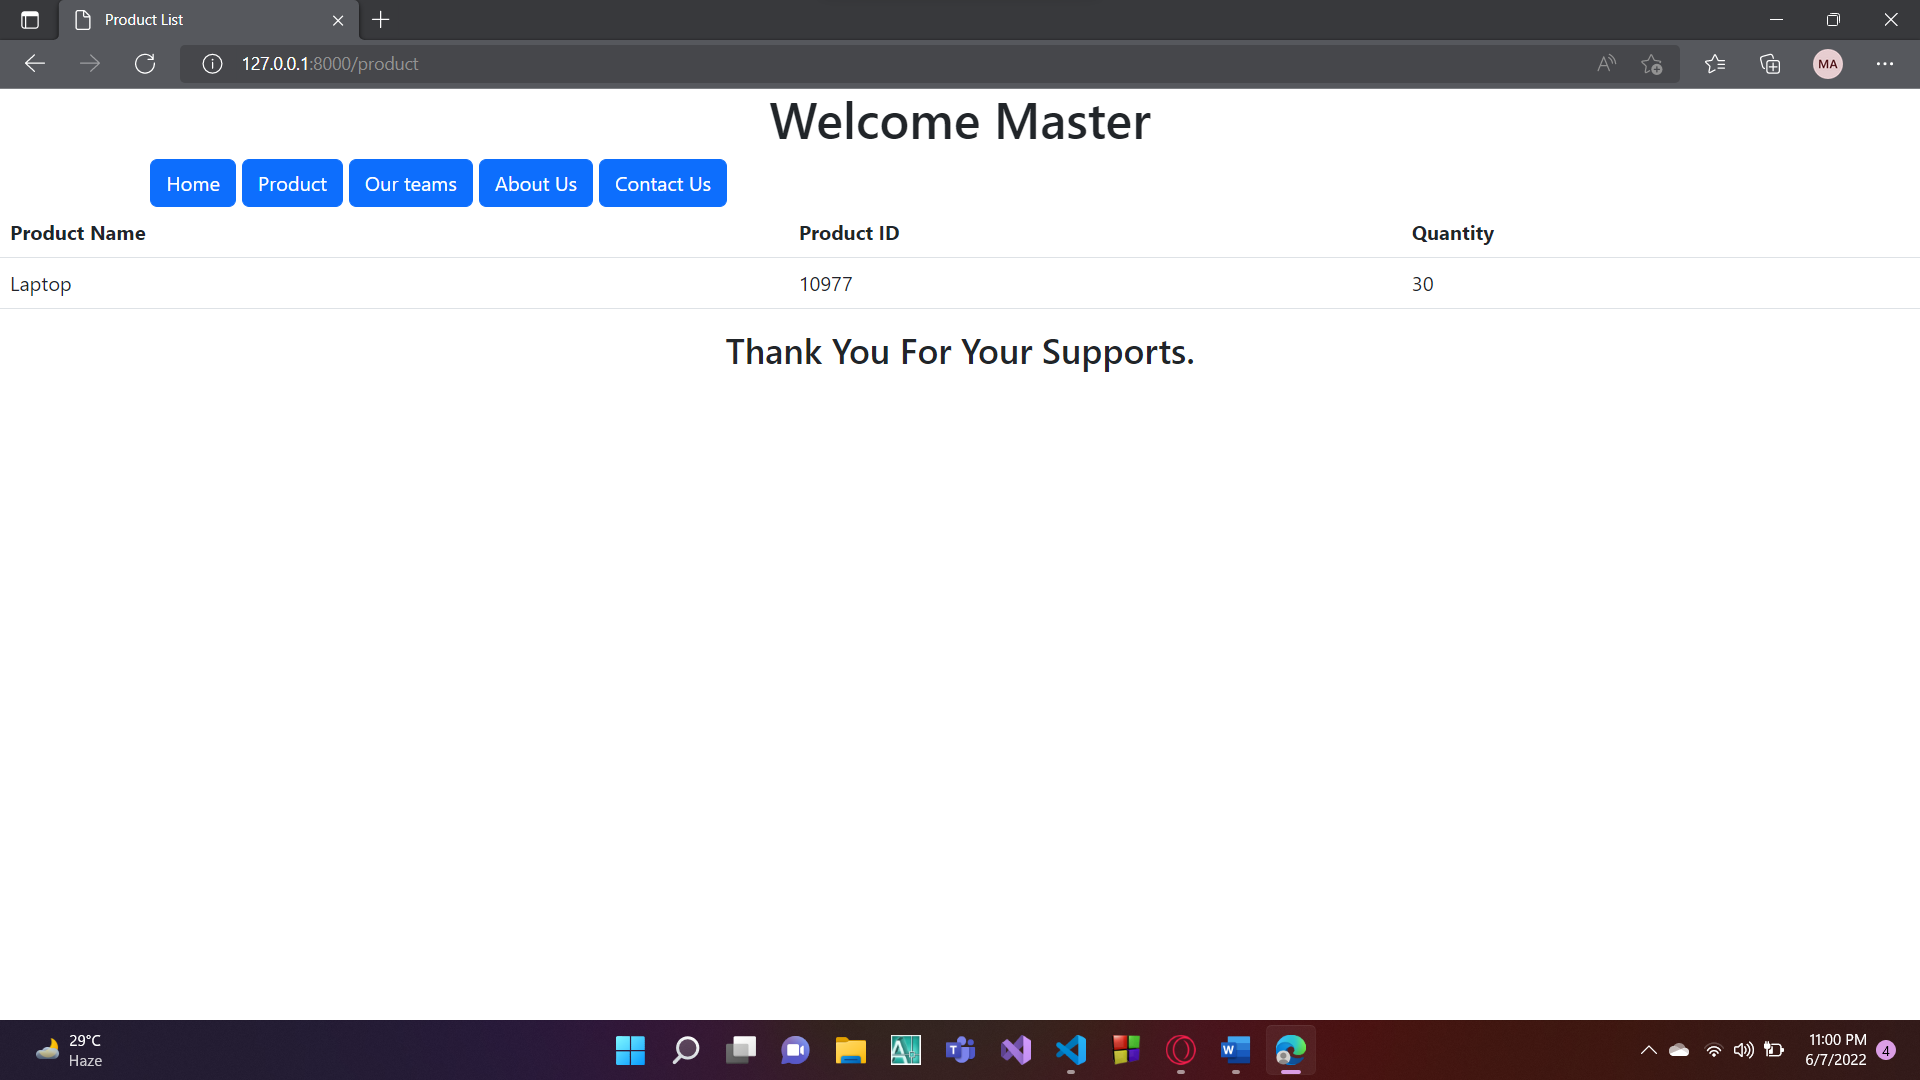 Product List
127.0.0.1:8000/product
MA
Welcome Master
Home Product Our teams About Us Contact Us
Product Name Product ID Quantity
Laptop 10977 30
Thank You For Your Supports.
29°C
Haze
11:00 PM
6/7/2022
4